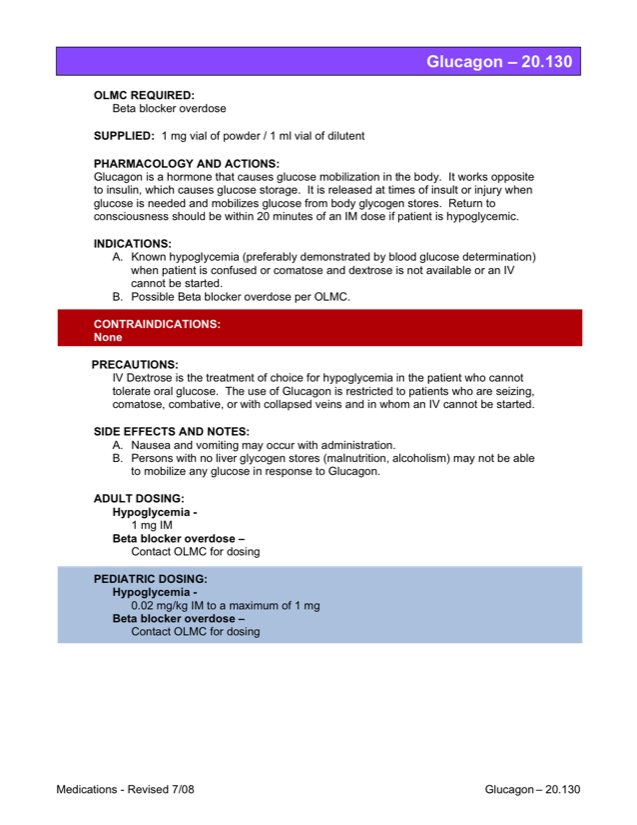 Glucagon – 20.130
OLMC REQUIRED:
Beta blocker overdose
SUPPLIED: 1 mg vial of powder / 1 ml vial of dilutent
PHARMACOLOGY AND ACTIONS:
Glucagon is a hormone that causes glucose mobilization in the body. It works opposite
to insulin, which causes glucose storage. It is released at times of insult or injury when
glucose is needed and mobilizes glucose from body glycogen stores. Return to
consciousness should be within 20 minutes of an IM dose if patient is hypoglycemic.
INDICATIONS:
A. Known hypoglycemia (preferably demonstrated by blood glucose determination)
when patient is confused or comatose and dextrose is not available or an IV
cannot be started.
B. Possible Beta blocker overdose per OLMC.
CONTRAINDICATIONS:
None
PRECAUTIONS:
IV Dextrose is the treatment of choice for hypoglycemia in the patient who cannot
tolerate oral glucose. The use of Glucagon is restricted to patients who are seizing,
comatose, combative, or with collapsed veins and in whom an IV cannot be started.
SIDE EFFECTS AND NOTES:
A. Nausea and vomiting may occur with administration.
B. Persons with no liver glycogen stores (malnutrition, alcoholism) may not be able
to mobilize any glucose in response to Glucagon.
ADULT DOSING:
Hypoglycemia -
1 mg IM
Beta blocker overdose –
Contact OLMC for dosing
PEDIATRIC DOSING:
Hypoglycemia -
0.02 mg/kg IM to a maximum of 1 mg
Beta blocker overdose –
Contact OLMC for dosing
Medications - Revised 7/08 Glucagon – 20.130